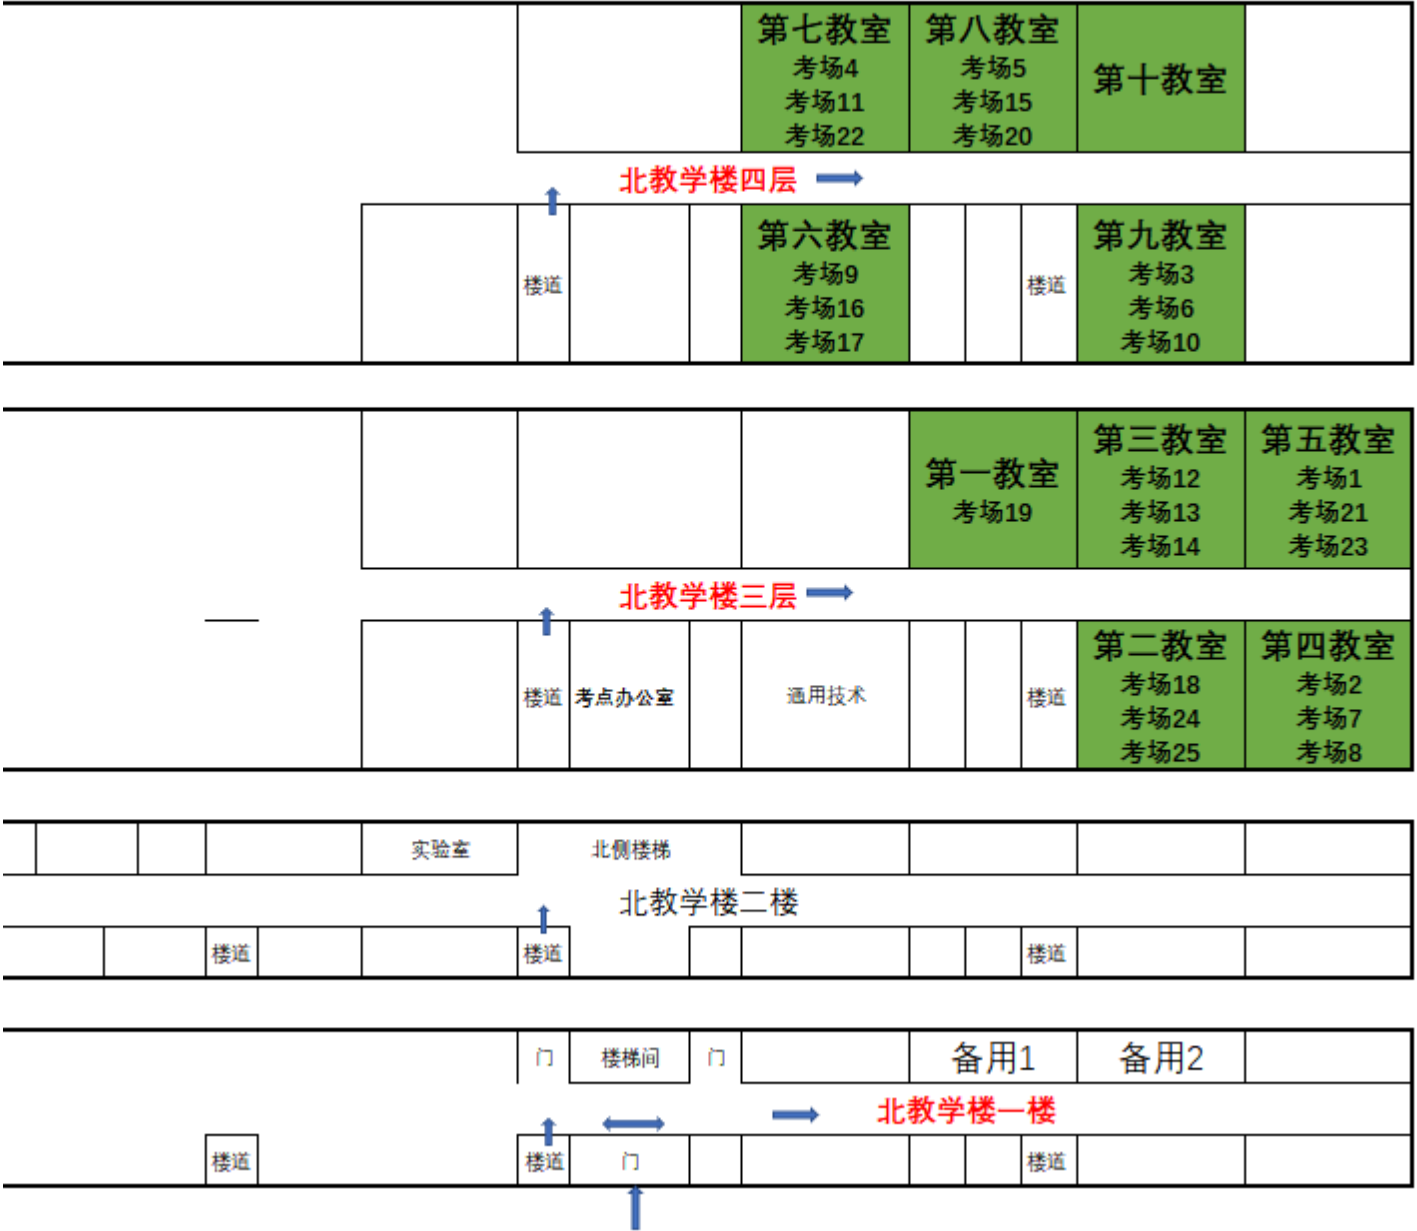 第七教室
考场4
考场11
考场22
第八教室
考场5
考场15
考场20
第十教室
北教学楼四层
楼道
第六教室
考场9
考场16
考场17
楼道
第九教室
考场3
考场6
考场10
第一教室
考场19
第三教室
考场12
考场13
考场14
第五教室
考场1
考场21
考场23
北教学楼三层
楼道
考点办公室
通用技术
楼道
第二教室
考场18
考场24
考场25
第四教室
考场2
考场7
考场8
实验室
北侧楼梯
北教学楼二楼
楼道
楼道
楼道
门
楼梯间
门
备用1
备用2
北教学楼一楼
楼道
楼道
门
楼道